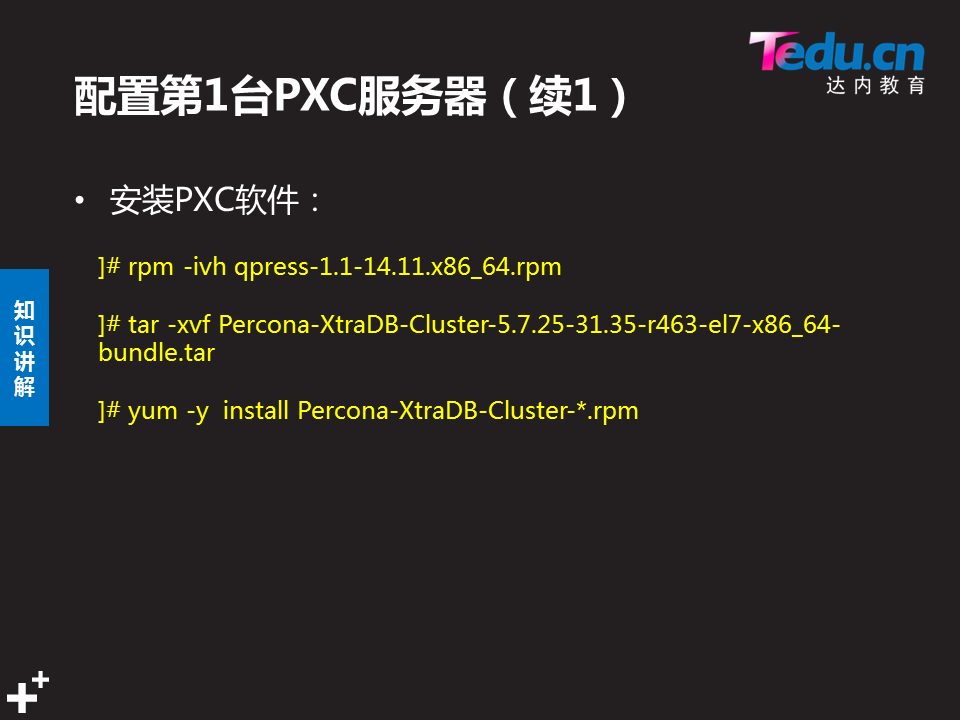 Tedu.cn
达内教育
配置第1台PXC服务器（续1）
• 安装PXC软件：
]# rpm -ivh qpress-1.1-14.11.x86_64.rpm
]# tar -xvf Percona-XtraDB-Cluster-5.7.25-31.35-r463-el7-x86_64-
bundle.tar
]# yum -y  install Percona-XtraDB-Cluster-*.rpm
知
识
讲
解